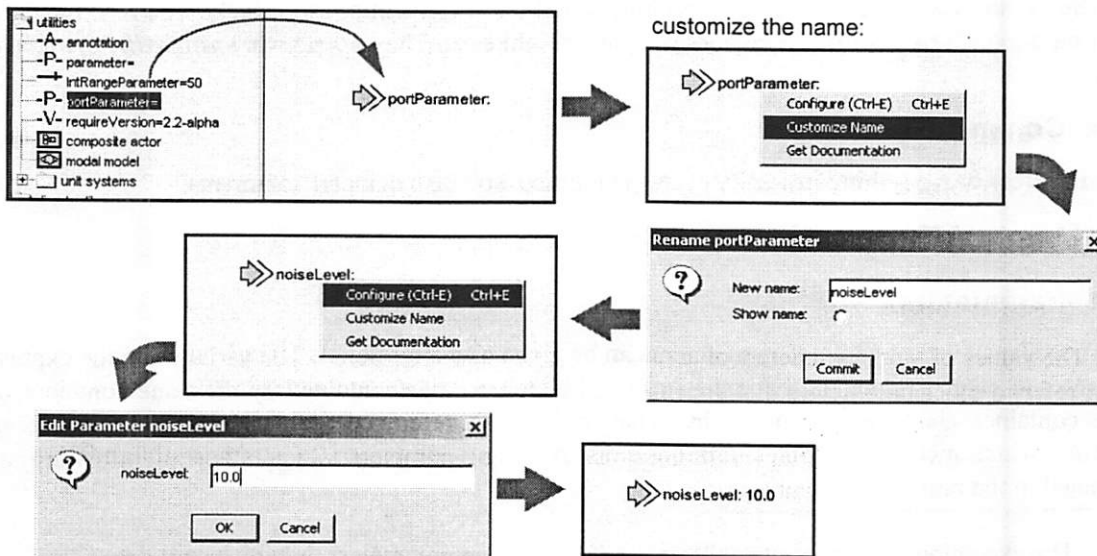 utilities
-A- annotation
-P- parameter=
intRangeParameter=50
-P- portParameter=
-V- requireVersion=2.2-alpha
composite actor
modal model
unit systems
portParameter:
customize the name:
portParameter:
Configure (Ctrl-E) Ctrl+E
Customize Name
Get Documentation
Rename portParameter
New name: noiseLevel
Show name:
Commit Cancel
noiseLevel:
Configure (Ctrl-E) Ctrl+E
Customize Name
Get Documentation
Edit Parameter noiseLevel
noiseLevel: 10.0
OK Cancel
noiseLevel: 10.0